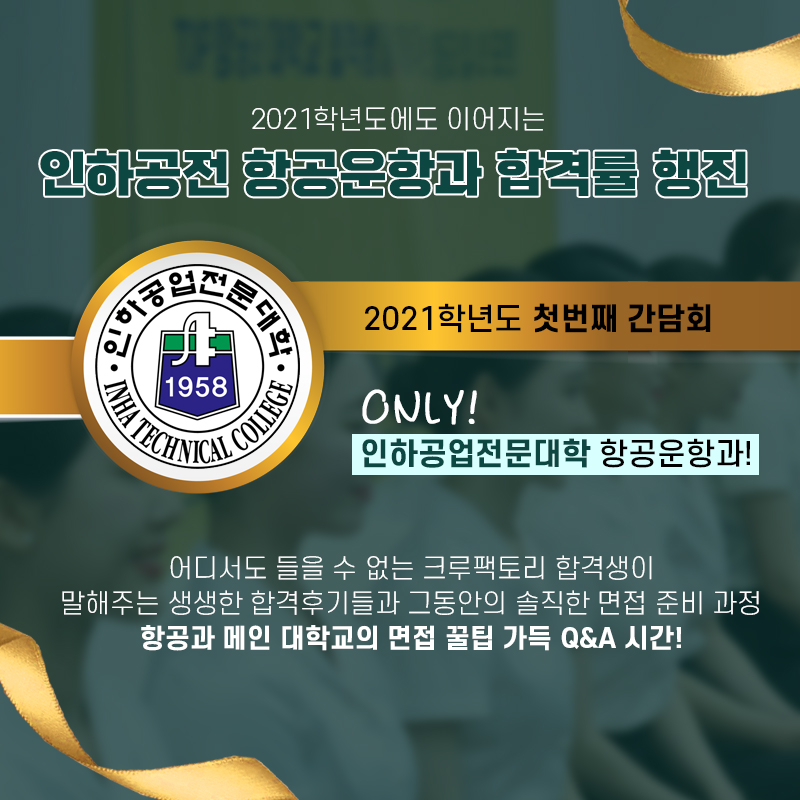 2021학년도에도 이어지는
인하공전 항공운항과 합격률 행진
인하공업전문대학
1958
INHA TECHNICAL COLLEGE
2021학년도 첫번째 간담회
ONLY!
인하공업전문대학 항공운항과!
어디서도 들을 수 없는 크루팩토리 합격생이
말해주는 생생한 합격후기들과 그동안의 솔직한 면접 준비 과정
항공과 메인 대학교의 면접 꿀팁 가득 Q&A 시간!